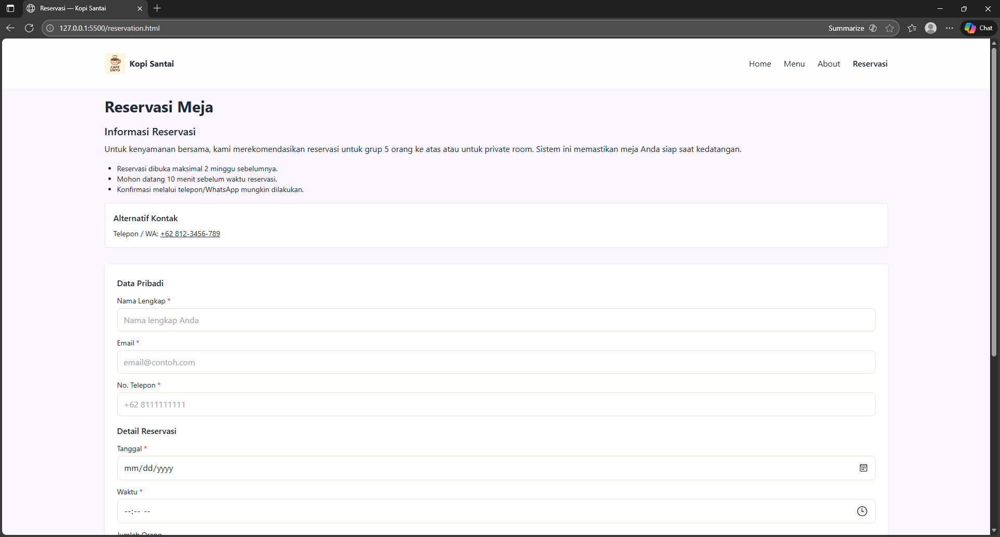 Reservasi — Kopi Santai
127.0.0.1:5500/reservation.html
Summarize
Chat
CAFÉ
UNYU
Kopi Santai
Home
Menu
About
Reservasi
Reservasi Meja
Informasi Reservasi
Untuk kenyamanan bersama, kami merekomendasikan reservasi untuk grup 5 orang ke atas atau untuk private room. Sistem ini memastikan meja Anda siap saat kedatangan.
Reservasi dibuka maksimal 2 minggu sebelumnya.
Mohon datang 10 menit sebelum waktu reservasi.
Konfirmasi melalui telepon/WhatsApp mungkin dilakukan.
Alternatif Kontak
Telepon / WA: +62 812-3456-789
Data Pribadi
Nama Lengkap *
Nama lengkap Anda
Email *
email@contoh.com
No. Telepon *
+62 8111111111
Detail Reservasi
Tanggal *
mm/dd/yyyy
Waktu *
--:-- --
Jumlah Orang